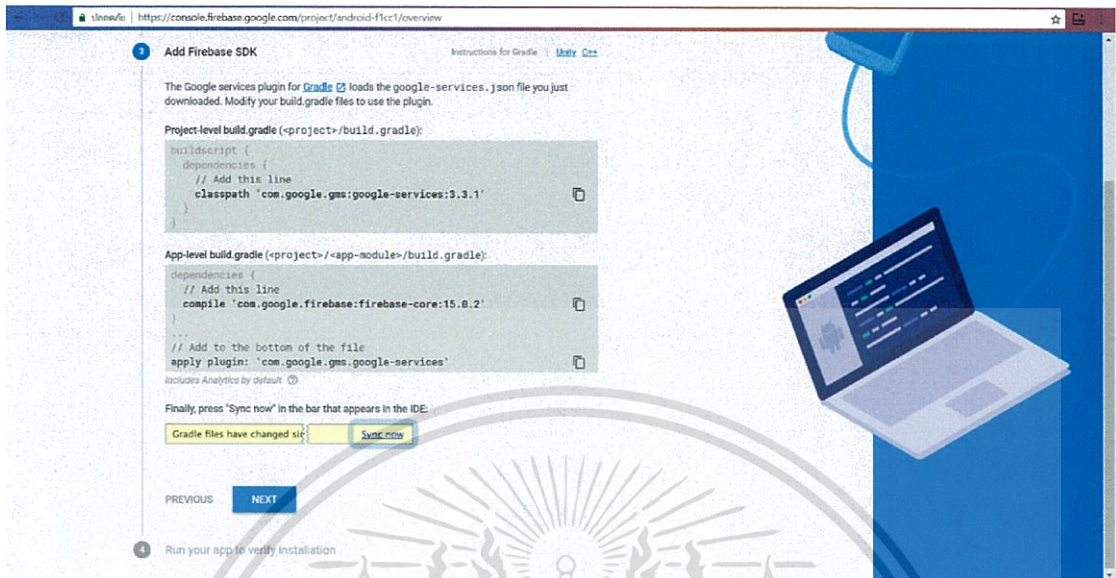 ปลอดภัย | https://console.firebase.google.com/project/android-f1cc1/overview
3 Add Firebase SDK
Instructions for Gradle | Unity C++
The Google services plugin for Gradle loads the google-services.json file you just
downloaded. Modify your build.gradle files to use the plugin.
Project-level build.gradle (<project>/build.gradle):
buildscript {
dependencies {
// Add this line
classpath 'com.google.gms:google-services:3.3.1'
}
}
App-level build.gradle (<project>/<app-module>/build.gradle):
dependencies {
// Add this line
compile 'com.google.firebase:firebase-core:15.0.2'
}
...
// Add to the bottom of the file
apply plugin: 'com.google.gms.google-services'
Includes Analytics by default
Finally, press "Sync now" in the bar that appears in the IDE:
Gradle files have changed sin Sync now
PREVIOUS NEXT
4 Run your app to verify installation